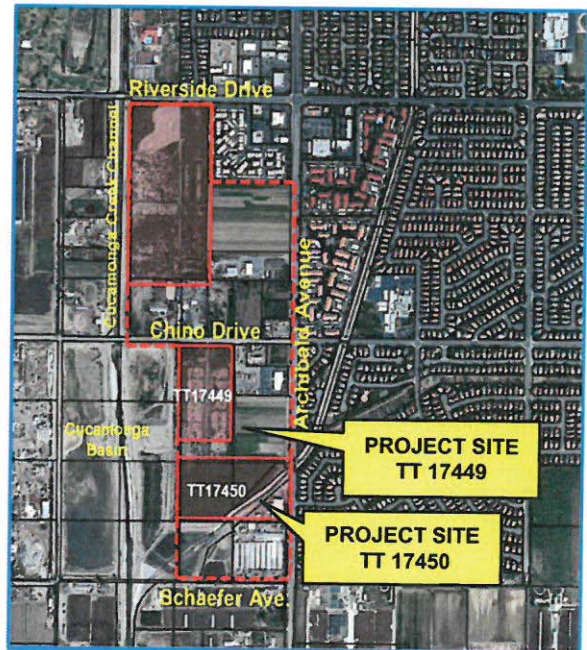 Riverside Drive
Cucamonga Creek Channel
Archibald Avenue
Chino Drive
TT17449
Cucamonga
Basin
PROJECT SITE
TT 17449
TT17450
PROJECT SITE
TT 17450
Schaefer Ave.